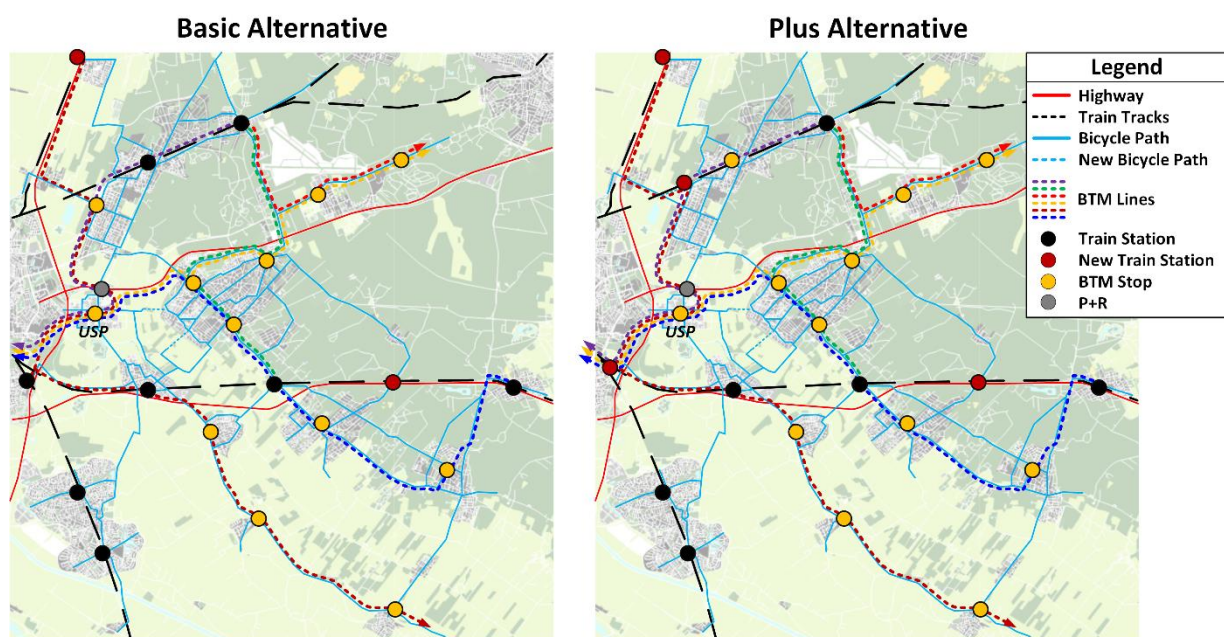 Basic Alternative
Plus Alternative
Legend
Highway
Train Tracks
Bicycle Path
New Bicycle Path
BTM Lines
Train Station
New Train Station
BTM Stop
P+R
USP
USP